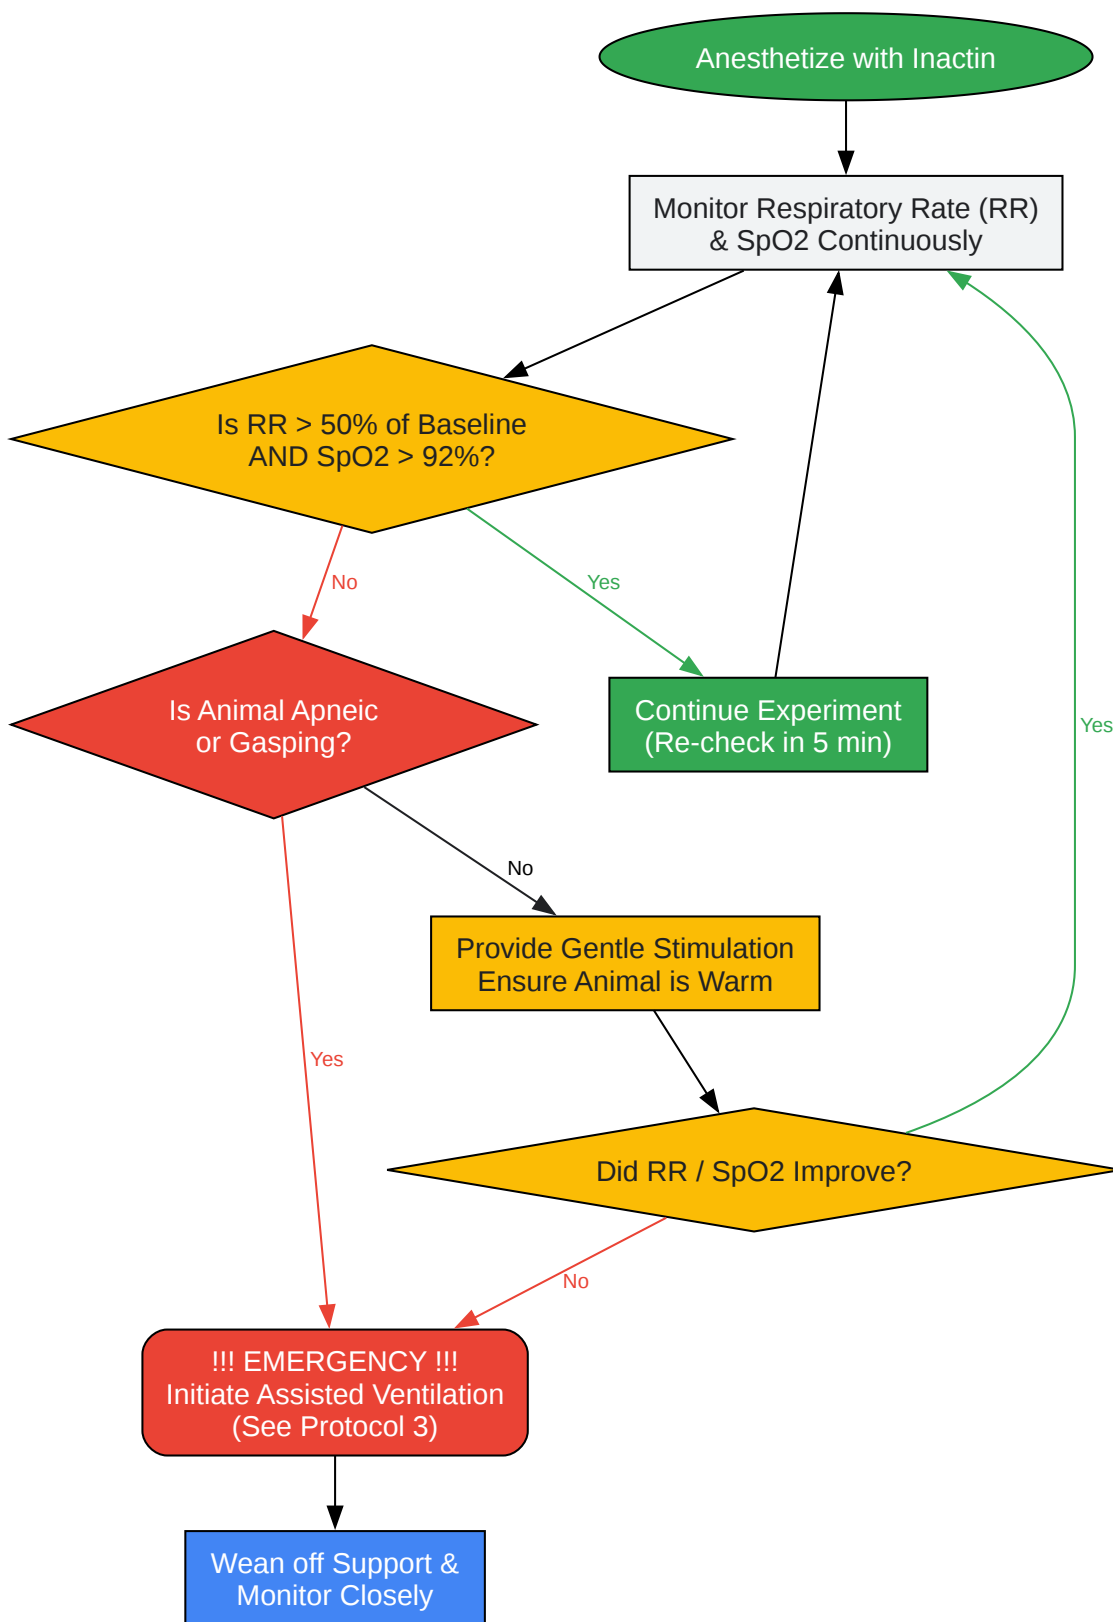 Anesthetize with Inactin
Monitor Respiratory Rate (RR)
& SpO2 Continuously
Is RR > 50% of Baseline
AND SpO2 > 92%?
No
Yes
Is Animal Apneic
or Gasping?
Continue Experiment
(Re-check in 5 min)
Yes
No
Provide Gentle Stimulation
Ensure Animal is Warm
Yes
Did RR / SpO2 Improve?
No
!!! EMERGENCY !!!
Initiate Assisted Ventilation
(See Protocol 3)
Wean off Support &
Monitor Closely